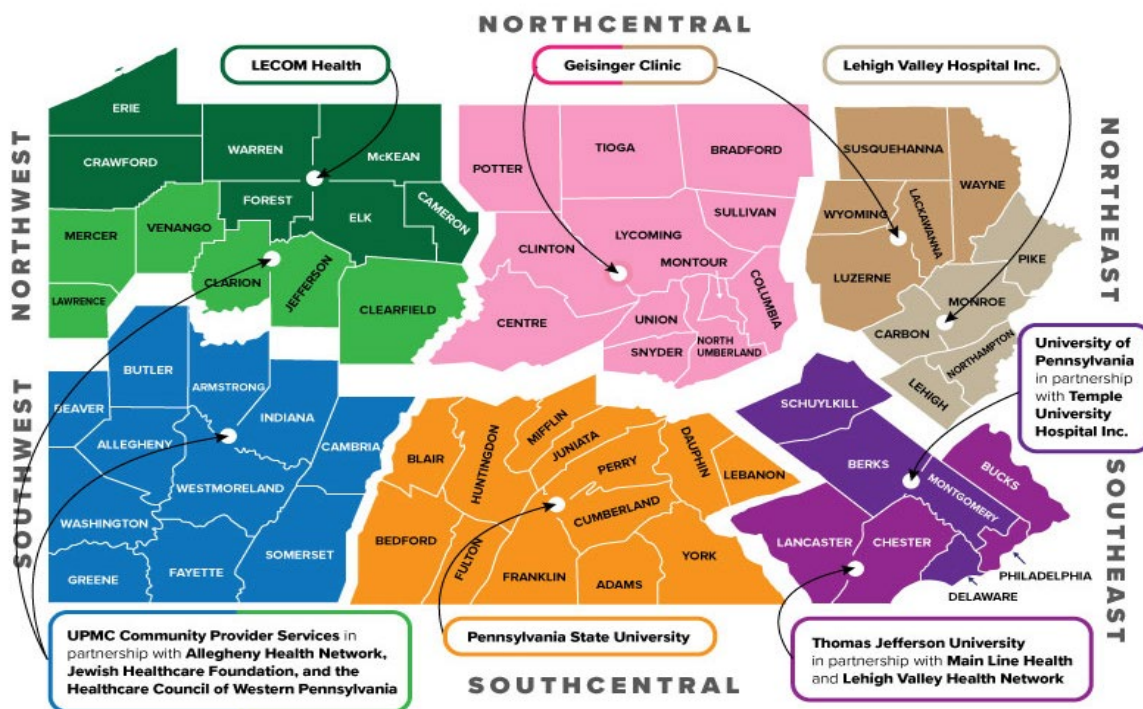 NORTHCENTRAL
LECOM Health
Geisinger Clinic
Lehigh Valley Hospital Inc.
NORTHWEST
ERIE
CRAWFORD
WARREN
McKEAN
FOREST
ELK
CAMERON
MERCER
VENANGO
CLARION
JEFFERSON
LAWRENCE
CLEARFIELD
POTTER
TIOGA
BRADFORD
SULLIVAN
CLINTON
LYCOMING
MONTOUR
COLUMBIA
CENTRE
UNION
SNYDER
NORTH
UMBERLAND
NORTHEAST
SUSQUEHANNA
WAYNE
WYOMING
LACKAWANNA
LUZERNE
PIKE
MONROE
CARBON
NORTHAMPTON
LEHIGH
University of
Pennsylvania
in partnership
with Temple
University
Hospital Inc.
SOUTHWEST
BUTLER
ARMSTRONG
BEAVER
INDIANA
ALLEGHENY
CAMBRIA
WESTMORELAND
WASHINGTON
SOMERSET
GREENE
FAYETTE
BLAIR
HUNTINGDON
MIFFLIN
JUNIATA
PERRY
DAUPHIN
LEBANON
CUMBERLAND
BEDFORD
FULTON
FRANKLIN
ADAMS
YORK
SCHUYLKILL
BERKS
MONTGOMERY
BUCKS
LANCASTER
CHESTER
PHILADELPHIA
DELAWARE
SOUTHEAST
UPMC Community Provider Services in
partnership with Allegheny Health Network,
Jewish Healthcare Foundation, and the
Healthcare Council of Western Pennsylvania
Pennsylvania State University
Thomas Jefferson University
in partnership with Main Line Health
and Lehigh Valley Health Network
SOUTHCENTRAL